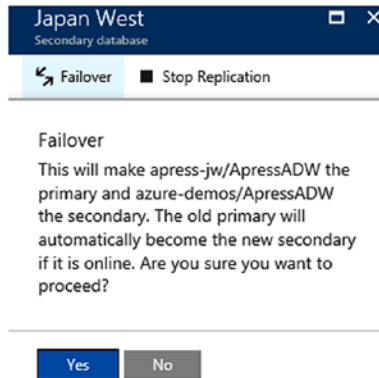 Japan West
Secondary database
Failover
Stop Replication
Failover
This will make apress-jw/ApressADW the
primary and azure-demos/ApressADW
the secondary. The old primary will
automatically become the new secondary
if it is online. Are you sure you want to
proceed?
Yes
No